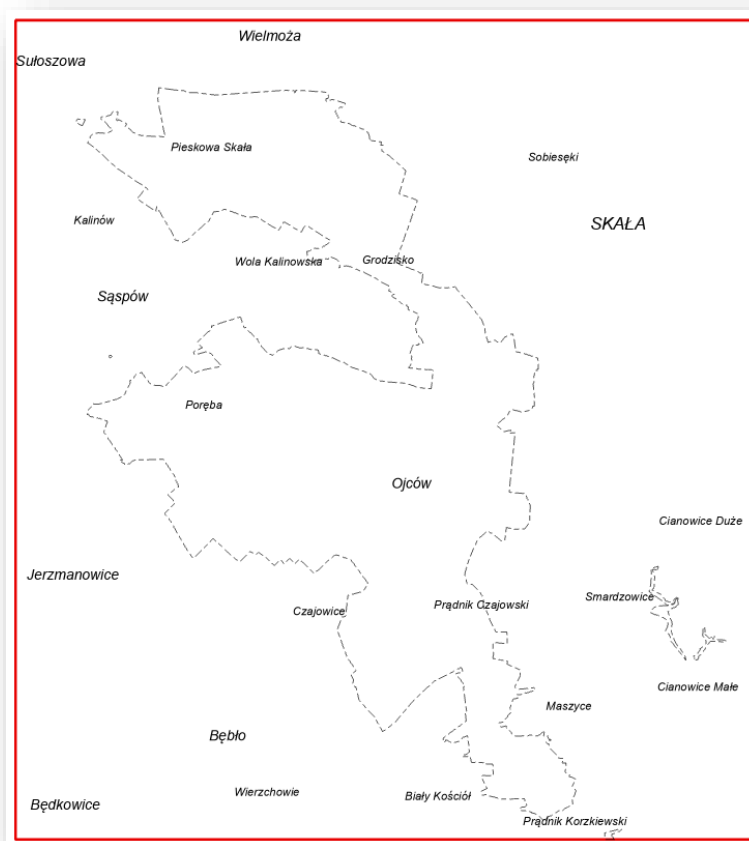 Wielmoża
Sułoszowa
Pieskowa Skała
Sobiesęki
Kalinów
SKAŁA
Wola Kalinowska
Grodzisko
Sąspów
Poręba
Ojców
Cianowice Duże
Jerzmanowice
Smardzowice
Czajowice
Prądnik Czajowski
Cianowice Małe
Maszyce
Bębło
Wierzchowie
Biały Kościół
Będkowice
Prądnik Korzkiewski